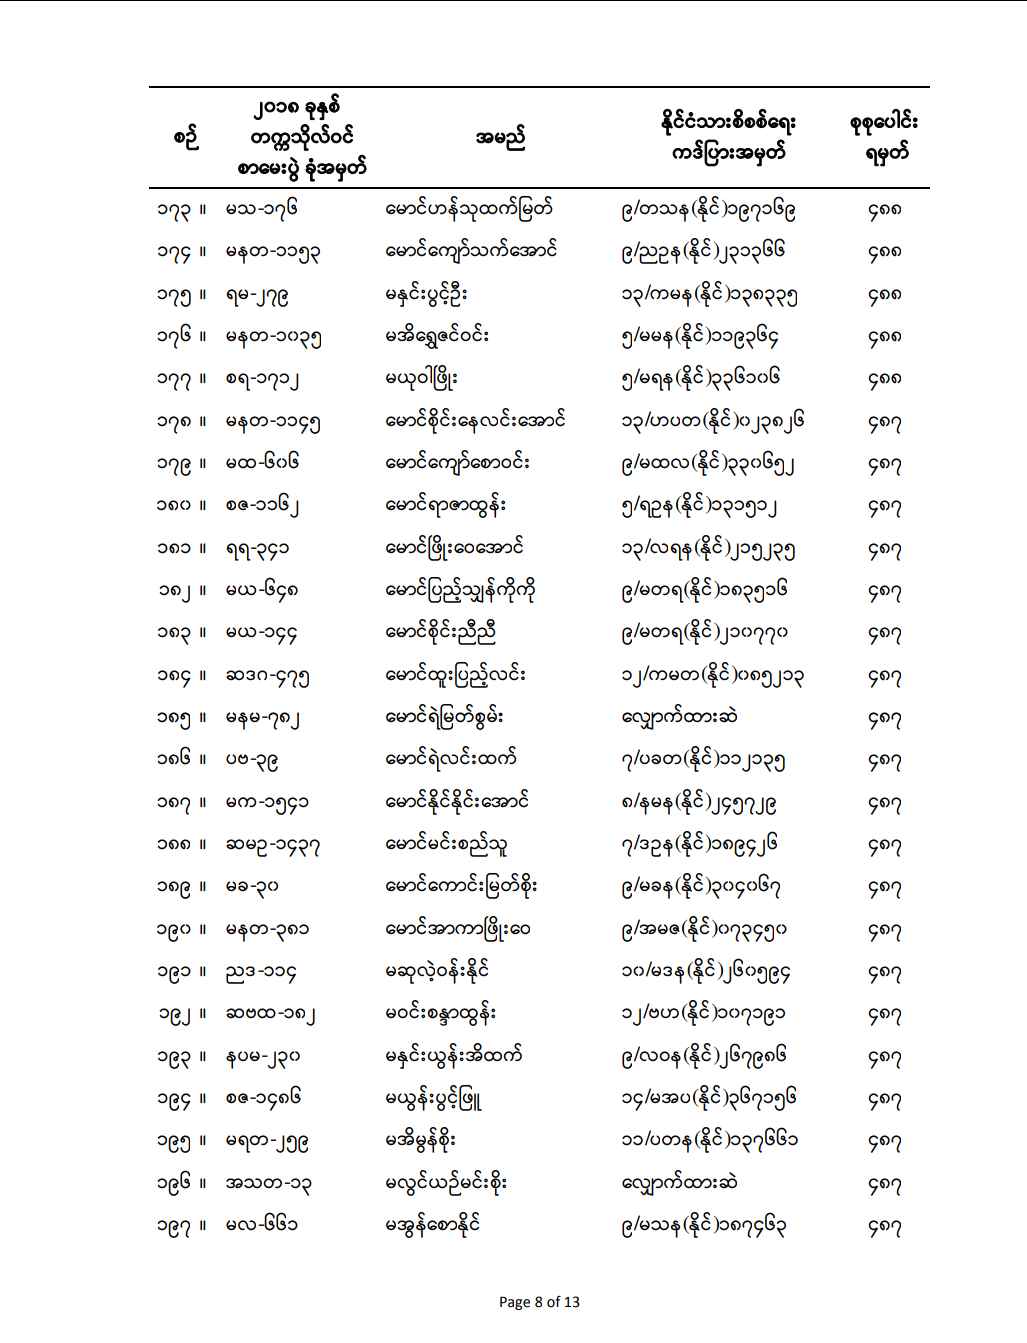 စဉ် ၂၀၁၈ ခုနှစ် တက္ကသိုလ်ဝင် စာမေးပွဲ ခုံအမှတ် အမည် နိုင်ငံသားစိစစ်ရေး ကဒ်ပြားအမှတ် စုစုပေါင်း ရမှတ်
၁၇၃ ။ မသ-၁၇၆ မောင်ဟန်သုထက်မြတ် ၉/တသန(နိုင်)၁၉၇၁၆၉ ၄၈၈
၁၇၄ ။ မနတ-၁၁၅၃ မောင်ကျော်သက်အောင် ၉/ညဥန(နိုင်)၂၃၁၃၆၆ ၄၈၈
၁၇၅ ။ ရမ-၂၇၉ မနှင်းပွင့်ဦး ၁၃/ကမန(နိုင်)၁၃၈၃၃၅ ၄၈၈
၁၇၆ ။ မနတ-၁၀၃၅ မအိရွှေဇင်ဝင်း ၅/မမန(နိုင်)၁၁၉၃၆၄ ၄၈၈
၁၇၇ ။ စရ-၁၇၁၂ မယုဝါဖြိုး ၅/မရန(နိုင်)၃၃၆၁၀၆ ၄၈၈
၁၇၈ ။ မနတ-၁၁၄၅ မောင်စိုင်းနေလင်းအောင် ၁၃/ဟပတ(နိုင်)၀၂၃၈၂၆ ၄၈၇
၁၇၉ ။ မထ-၆၀၆ မောင်ကျော်စောဝင်း ၉/မထလ(နိုင်)၃၃၀၆၅၂ ၄၈၇
၁၈၀ ။ စဇ-၁၁၆၂ မောင်ရာဇာထွန်း ၅/ရဥန(နိုင်)၁၃၁၅၁၂ ၄၈၇
၁၈၁ ။ ရရ-၃၄၁ မောင်ဖြိုးဝေအောင် ၁၃/လရန(နိုင်)၂၁၅၂၃၅ ၄၈၇
၁၈၂ ။ မယ-၆၄၈ မောင်ပြည့်သျှန်ကိုကို ၉/မတရ(နိုင်)၁၈၃၅၁၆ ၄၈၇
၁၈၃ ။ မယ-၁၄၄ မောင်စိုင်းညီညီ ၉/မတရ(နိုင်)၂၁၀၇၇၀ ၄၈၇
၁၈၄ ။ ဆဒဂ-၄၇၅ မောင်ထူးပြည့်လင်း ၁၂/ကမတ(နိုင်)၀၈၅၂၁၃ ၄၈၇
၁၈၅ ။ မနမ-၇၈၂ မောင်ရဲမြတ်စွမ်း လျှောက်ထားဆဲ ၄၈၇
၁၈၆ ။ ပဗ-၃၉ မောင်ရဲလင်းထက် ၇/ပခတ(နိုင်)၁၁၂၁၃၅ ၄၈၇
၁၈၇ ။ မက-၁၅၄၁ မောင်နိုင်နိုင်းအောင် ၈/နမန(နိုင်)၂၄၅၇၂၉ ၄၈၇
၁၈၈ ။ ဆမဥ-၁၄၃၇ မောင်မင်းစည်သူ ၇/ဒဥန(နိုင်)၁၈၉၄၂၆ ၄၈၇
၁၈၉ ။ မခ-၃၀ မောင်ကောင်းမြတ်စိုး ၉/မခန(နိုင်)၃၀၄၀၆၇ ၄၈၇
၁၉၀ ။ မနတ-၃၈၁ မောင်အာကာဖြိုးဝေ ၉/အမဇ(နိုင်)၀၇၃၄၅၀ ၄၈၇
၁၉၁ ။ ညဒ-၁၁၄ မဆုလဲ့ဝန်းနိုင် ၁၀/မဒန(နိုင်)၂၆၀၅၉၄ ၄၈၇
၁၉၂ ။ ဆဗထ-၁၈၂ မဝင်းစန္ဒာထွန်း ၁၂/ဗဟ(နိုင်)၁၀၇၁၉၁ ၄၈၇
၁၉၃ ။ နပမ-၂၃၀ မနှင်းယွန်းအိထက် ၉/လဝန(နိုင်)၂၆၇၉၈၆ ၄၈၇
၁၉၄ ။ စဇ-၁၄၈၆ မယွန်းပွင့်ဖြူ ၁၄/မအပ(နိုင်)၃၆၇၁၅၆ ၄၈၇
၁၉၅ ။ မရတ-၂၅၉ မအိမွန်စိုး ၁၁/ပတန(နိုင်)၁၃၇၆၆၁ ၄၈၇
၁၉၆ ။ အသတ-၁၃ မလွင်ယဉ်မင်းစိုး လျှောက်ထားဆဲ ၄၈၇
၁၉၇ ။ မလ-၆၆၁ မအွန်စောနိုင် ၉/မသန(နိုင်)၁၈၇၄၆၃ ၄၈၇
Page 8 of 13